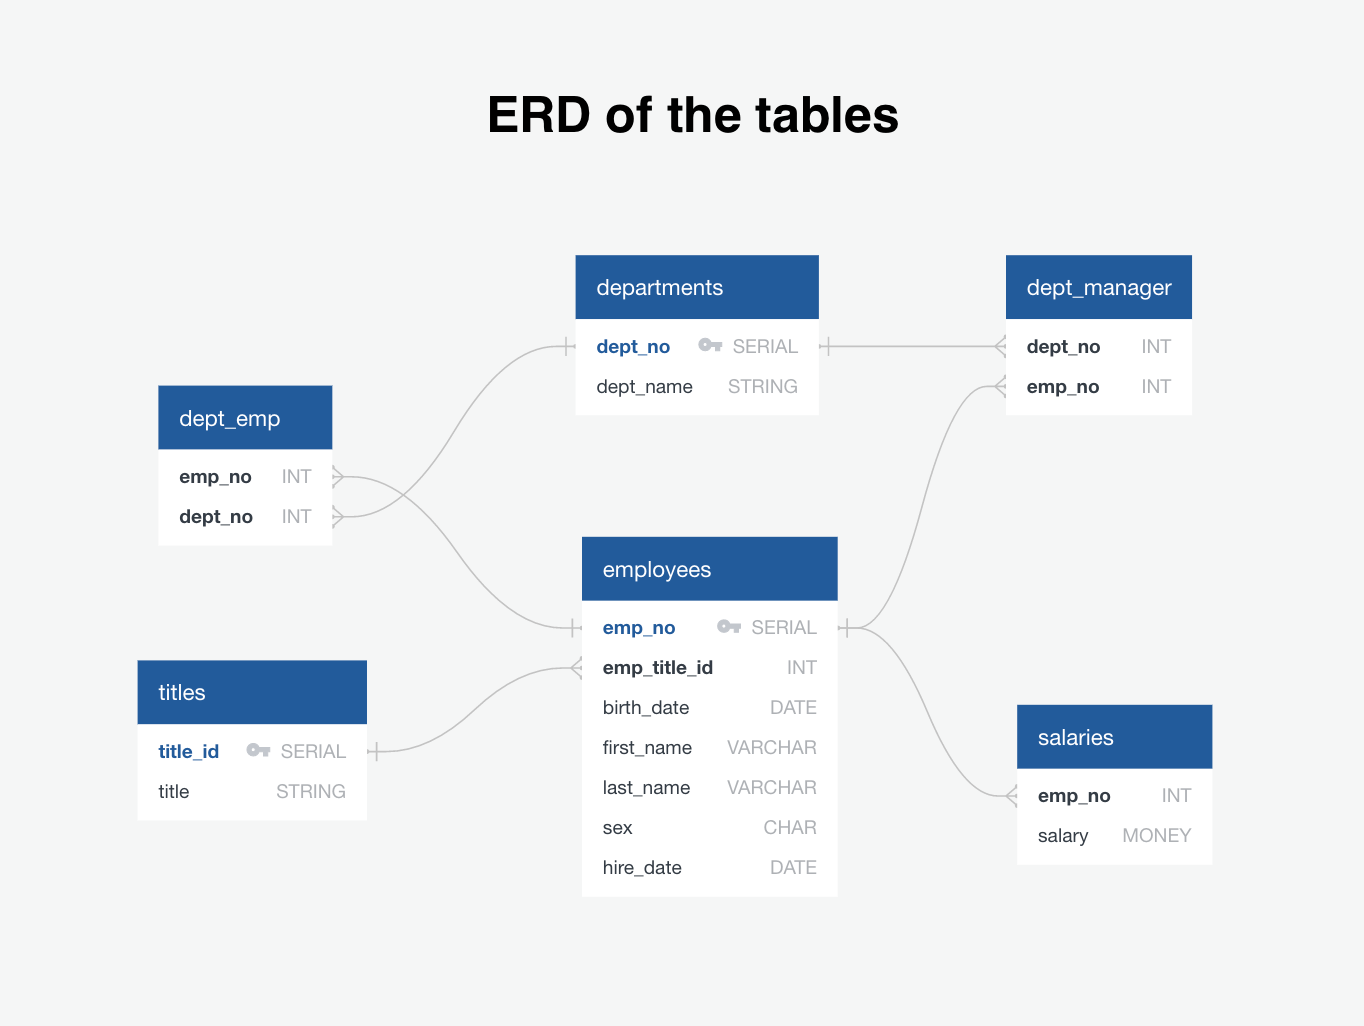 ERD of the tables
departments
dept_no SERIAL
dept_name STRING
dept_manager
dept_no INT
emp_no INT
dept_emp
emp_no INT
dept_no INT
employees
emp_no SERIAL
emp_title_id INT
birth_date DATE
first_name VARCHAR
last_name VARCHAR
sex CHAR
hire_date DATE
titles
title_id SERIAL
title STRING
salaries
emp_no INT
salary MONEY